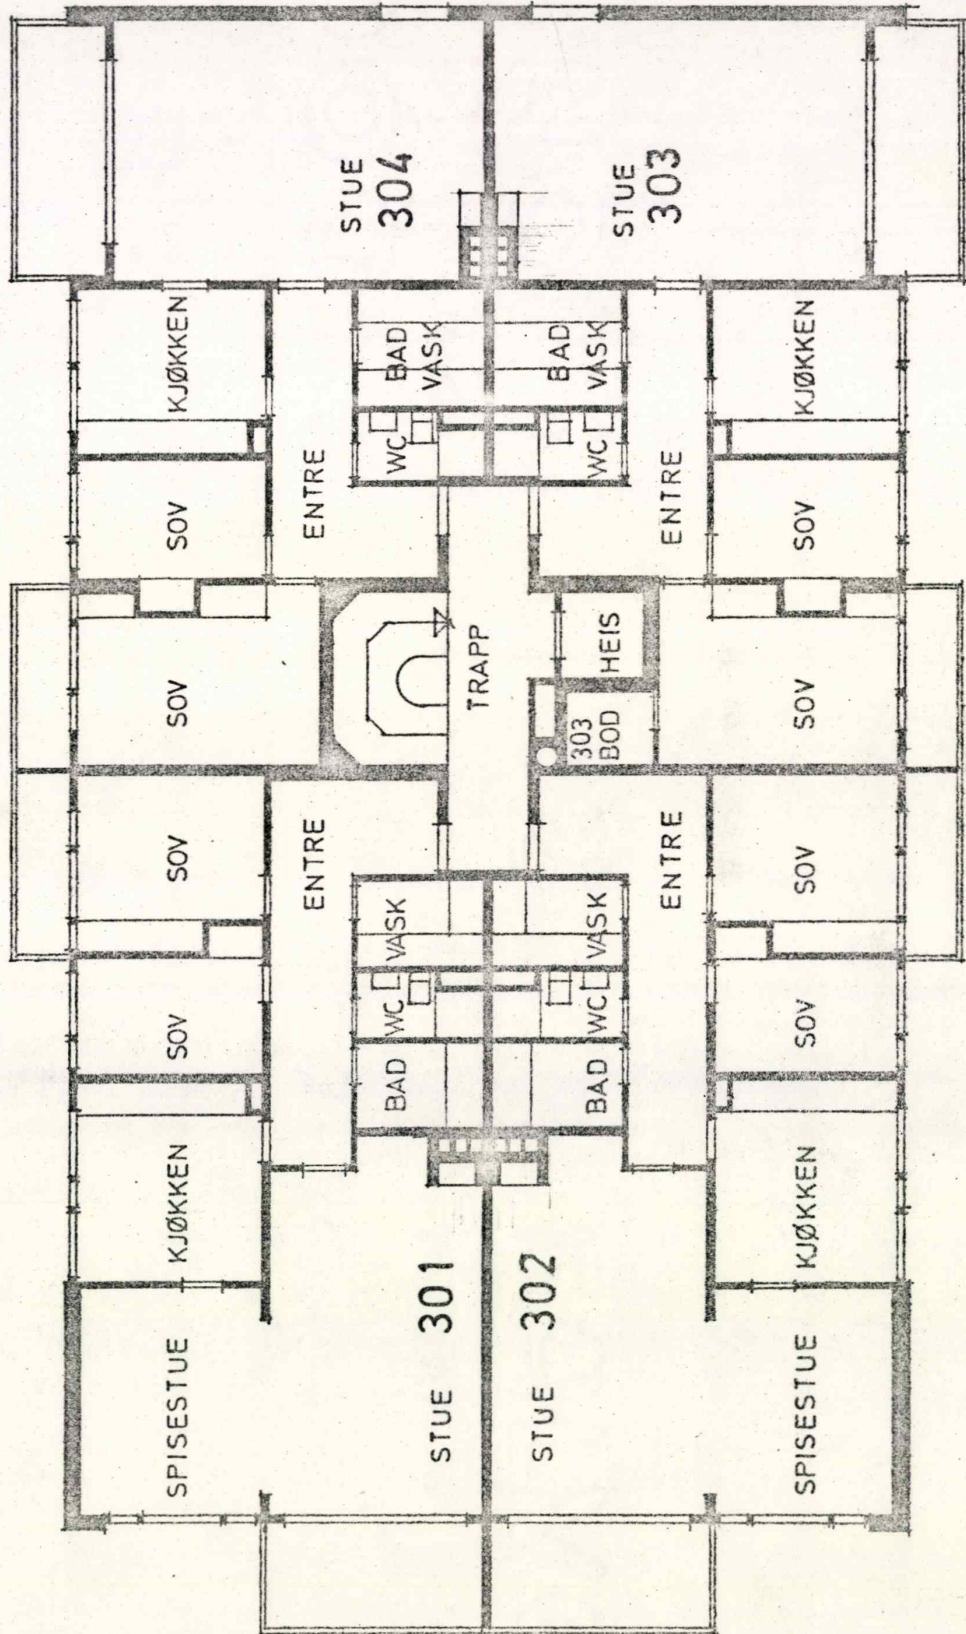 SPISESTUE
KJØKKEN
SOV
SOV
SOV
SOV
KJØKKEN
STUE
301
BAD
WC
VASK
ENTRE
ENTRE
WC
BAD
VASK
STUE
304
TRAPP
STUE
302
BAD
WC
VASK
ENTRE
303
BOD
HEIS
ENTRE
WC
BAD
VASK
STUE
303
SPISESTUE
KJØKKEN
SOV
SOV
SOV
SOV
KJØKKEN